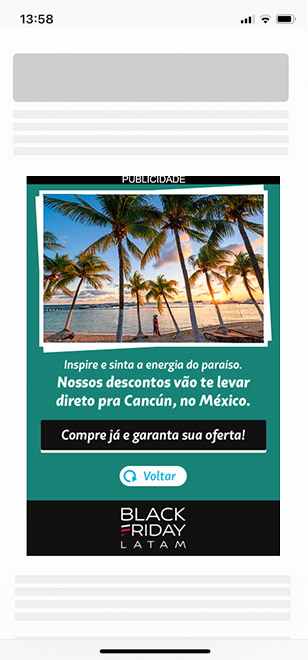 13:58
PUBLICIDADE
Inspire e sinta a energia do paraíso.
Nossos descontos vão te levar
direto pra Cancún, no México.
Compre já e garanta sua oferta!
Voltar
BLACK
FRIDAY
LATAM